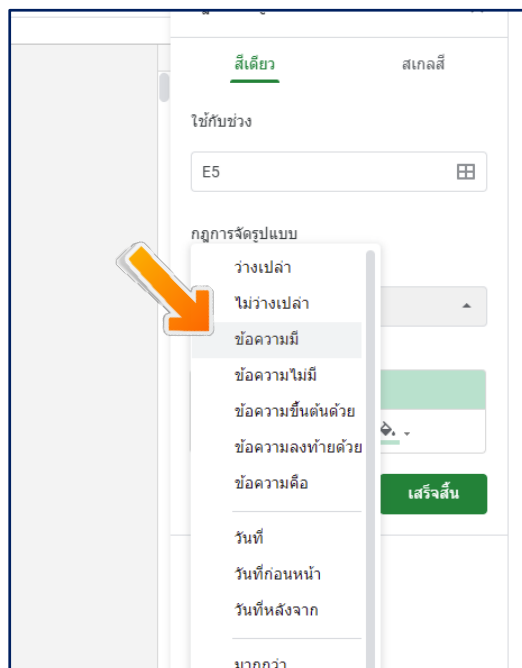 สีเดียว สเกลสี
ใช้กับช่วง
E5
กฎการจัดรูปแบบ
ว่างเปล่า
ไม่ว่างเปล่า
ข้อความมี
ข้อความไม่มี
ข้อความขึ้นต้นด้วย
ข้อความลงท้ายด้วย
ข้อความคือ
เสร็จสิ้น
วันที่
วันที่ก่อนหน้า
วันที่หลังจาก
มากกว่า